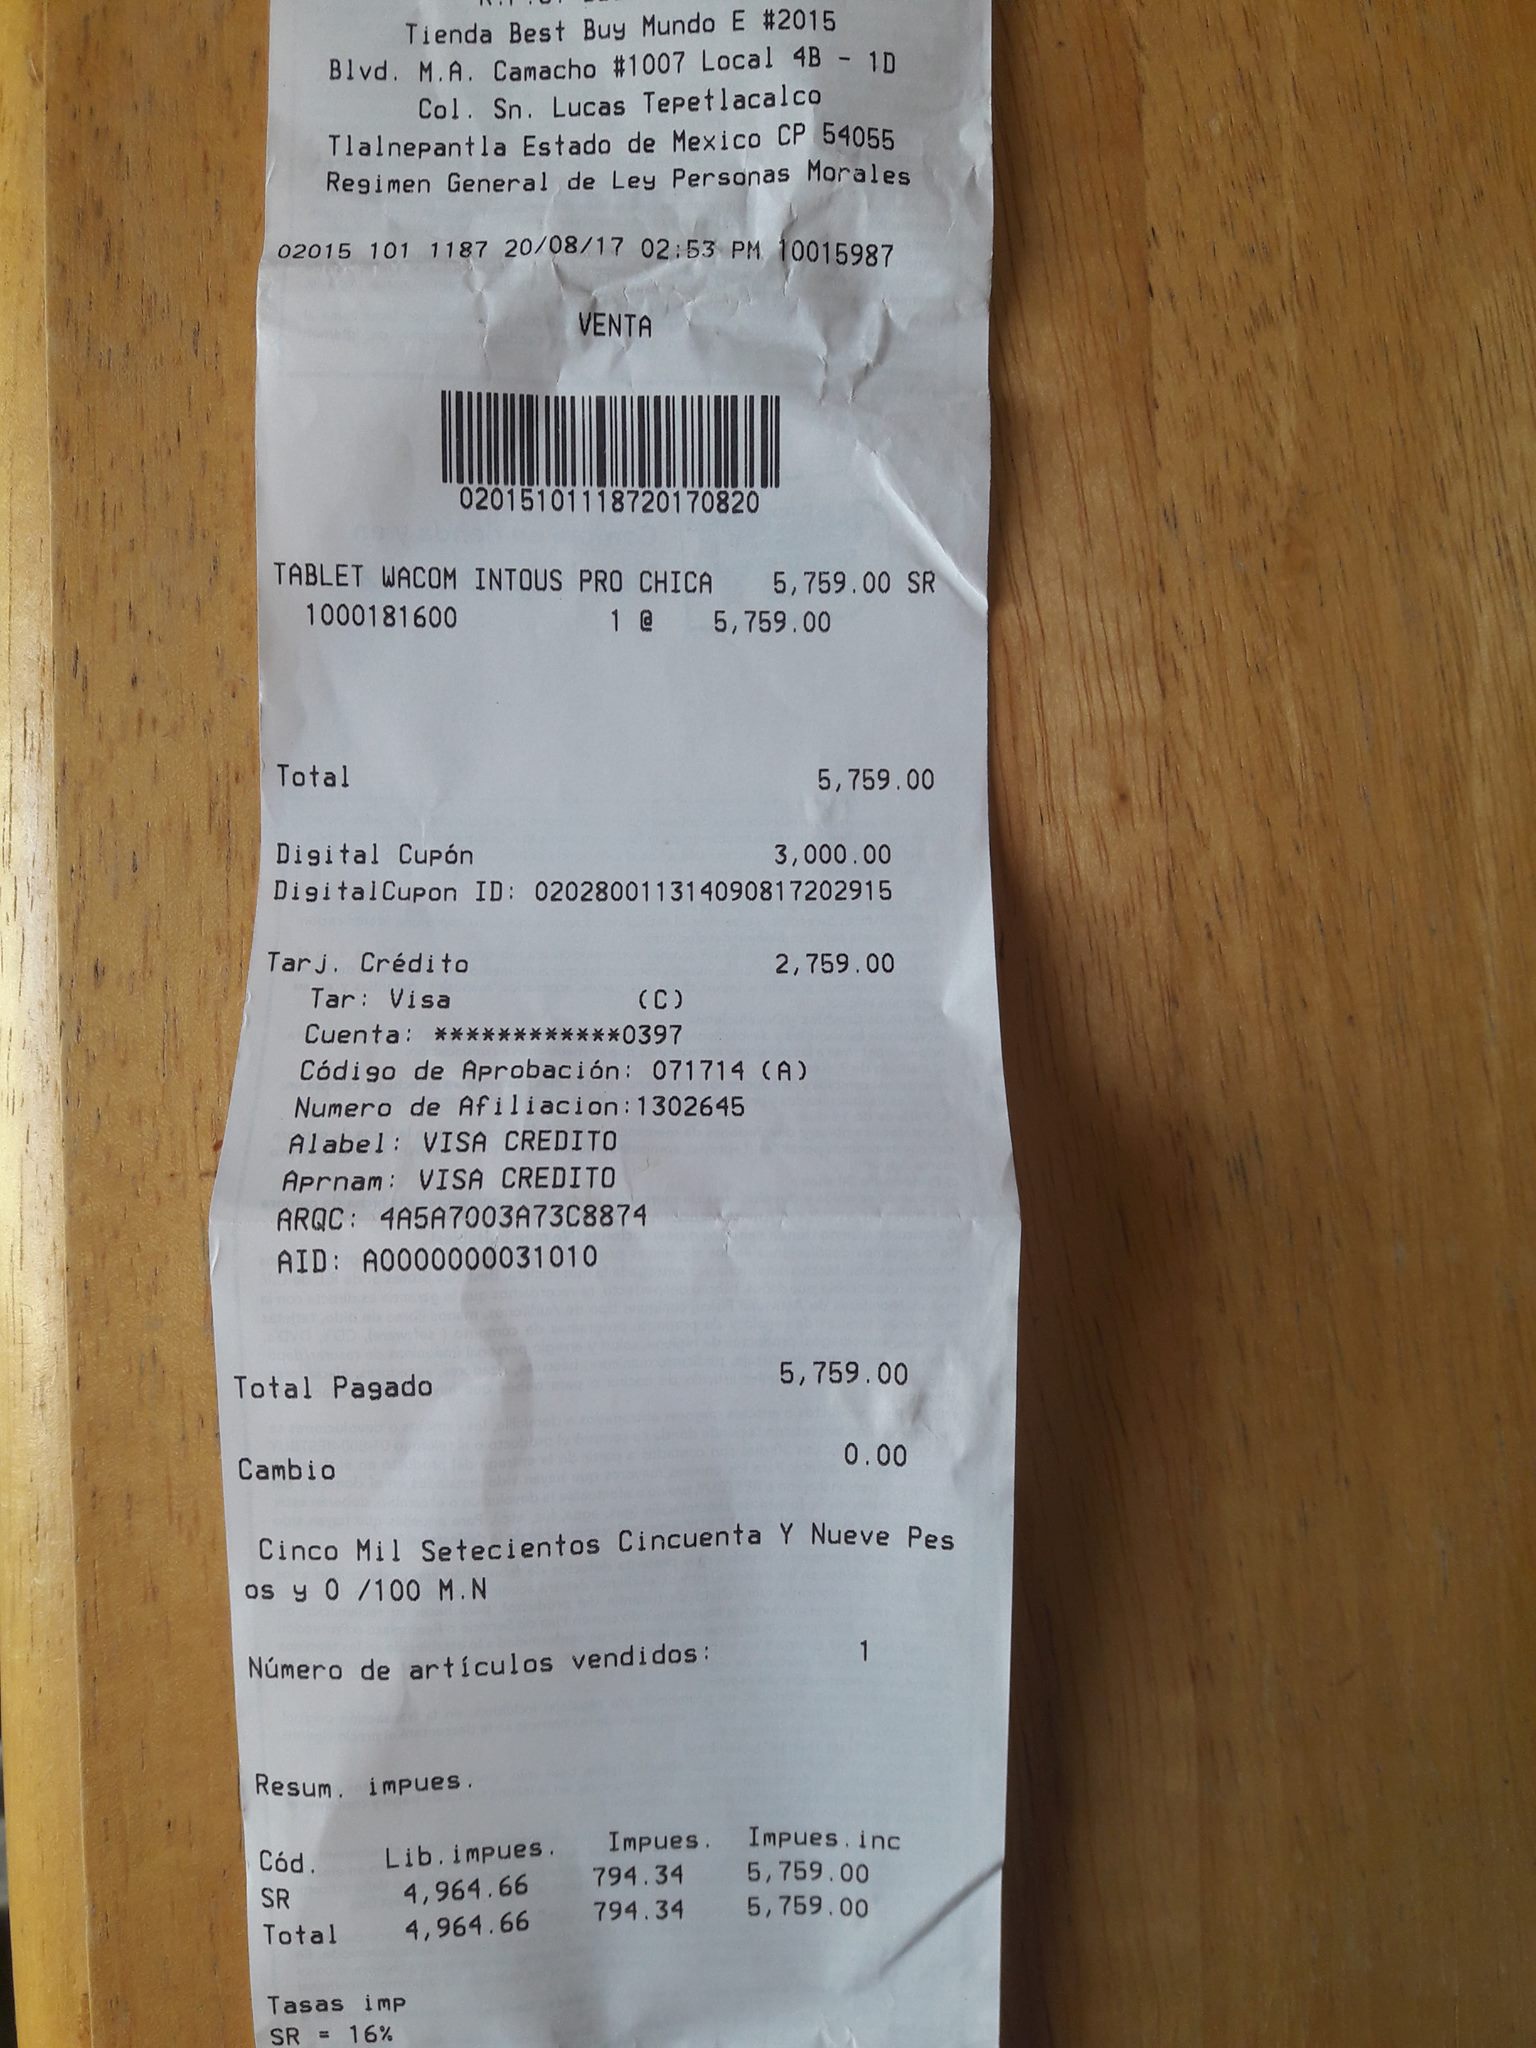 Tienda Best Buy Mundo E #2015
Blvd. M.A. Camacho #1007 Local 4B - 1D
Col. Sn. Lucas Tepetlacalco
Tlalnepantla Estado de Mexico CP 54055
Regimen General de Ley Personas Morales
02015 101 1187 20/08/17 02:53 PM 10015987
VENTA
02015101118720170820
TABLET WACOM INTOUS PRO CHICA 5,759.00 SR
1000181600 1 @ 5,759.00
Total 5,759.00
Digital Cupón 3,000.00
DigitalCupon ID: 020280011314090817202915
Tarj. Crédito 2,759.00
Tar: Visa (C)
Cuenta: ************0397
Código de Aprobación: 071714 (A)
Numero de Afiliacion:1302645
Alabel: VISA CREDITO
Aprnam: VISA CREDITO
ARQC: 4A5A7003A73C8874
AID: A0000000031010
Total Pagado 5,759.00
Cambio 0.00
Cinco Mil Setecientos Cincuenta Y Nueve Pes
os y 0 /100 M.N
Número de artículos vendidos: 1
Resum. impues.
Cód. Lib.impues. Impues. Impues.inc
SR 4,964.66 794.34 5,759.00
Total 4,964.66 794.34 5,759.00
Tasas imp
SR = 16%